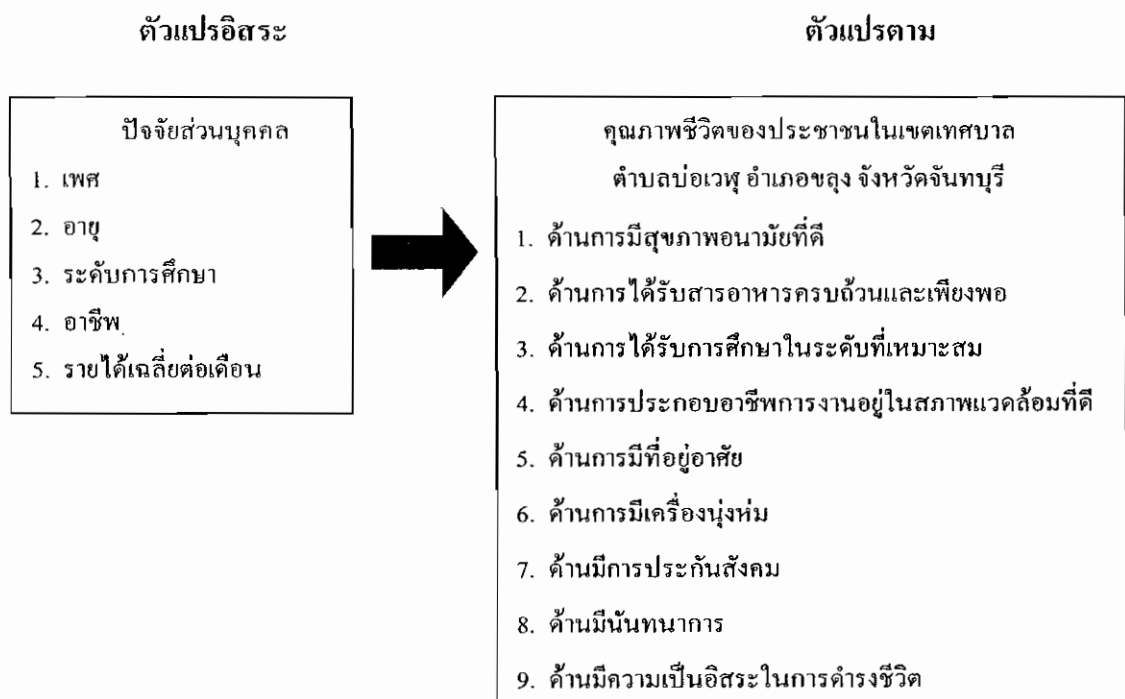 ตัวแปรอิสระ
ตัวแปรตาม
ปัจจัยส่วนบุคคล
1. เพศ
2. อายุ
3. ระดับการศึกษา
4. อาชีพ
5. รายได้เฉลี่ยต่อเดือน
คุณภาพชีวิตของประชาชนในเขตเทศบาล
ตำบลบ่อเวฬุ อำเภอขลุง จังหวัดจันทบุรี
1. ด้านการมีสุขภาพอนามัยที่ดี
2. ด้านการได้รับสารอาหารครบถ้วนและเพียงพอ
3. ด้านการได้รับการศึกษาในระดับที่เหมาะสม
4. ด้านการประกอบอาชีพการงานอยู่ในสภาพแวดล้อมที่ดี
5. ด้านการมีที่อยู่อาศัย
6. ด้านการมีเครื่องนุ่งห่ม
7. ด้านมีการประกันสังคม
8. ด้านมีนันทนาการ
9. ด้านมีความเป็นอิสระในการดำรงชีวิต